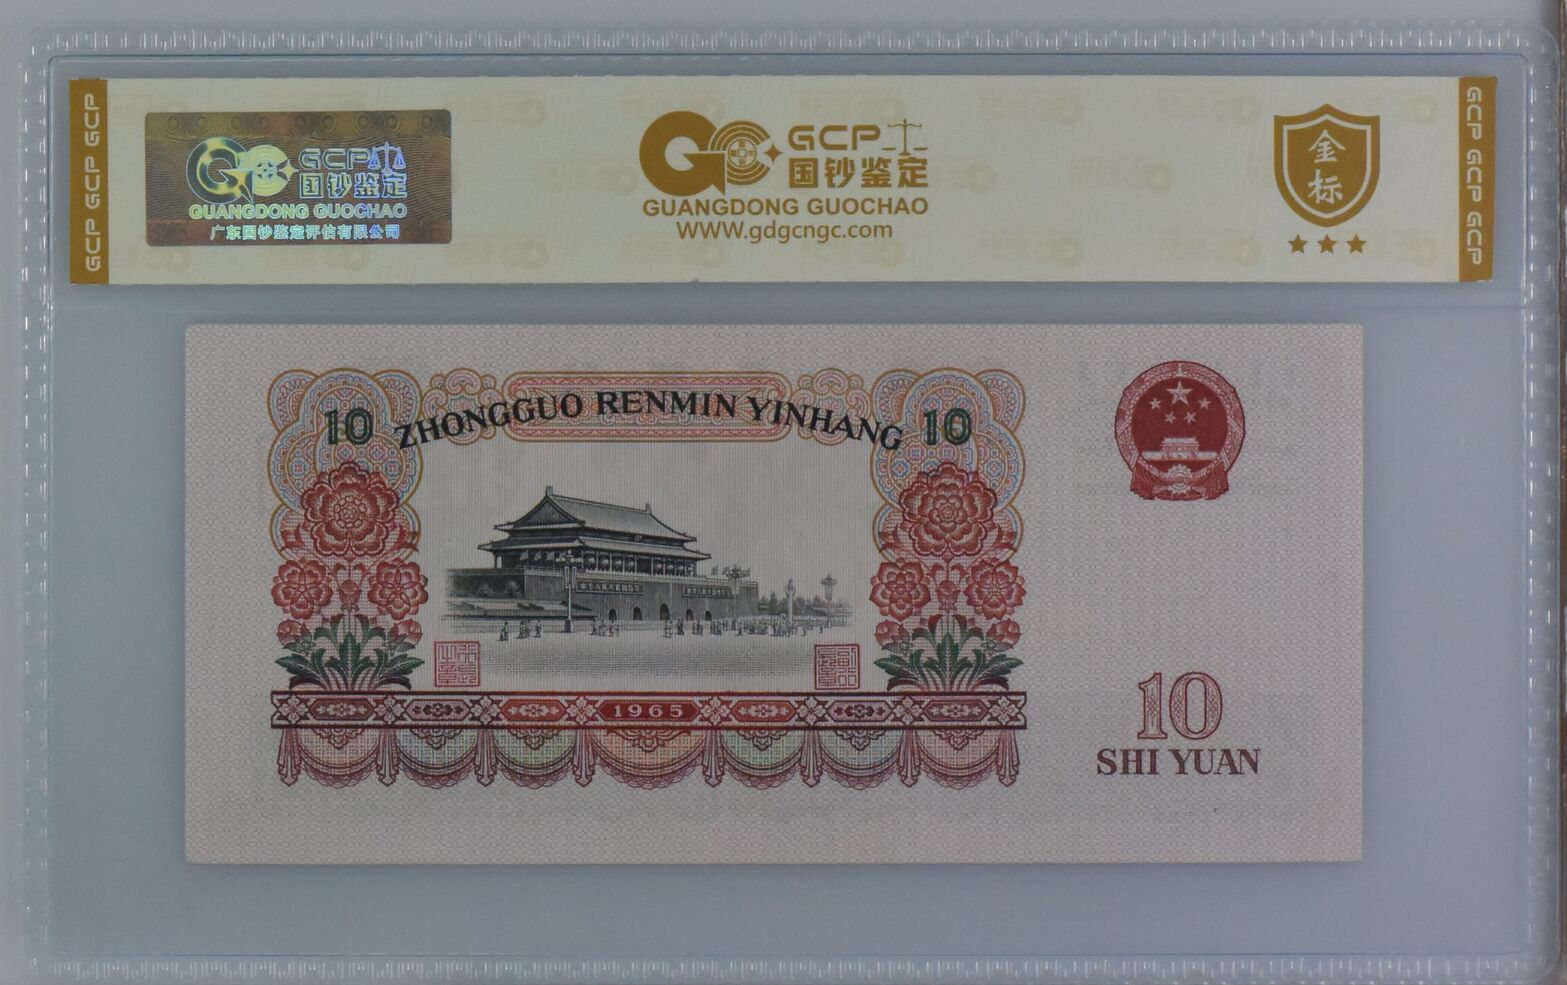 GCP GCP GCP
GCP
国钞鉴定
GUANGDONG GUOCHAO
广东国钞鉴定评估有限公司
GCP
国钞鉴定
GUANGDONG GUOCHAO
WWW.gdgcngc.com
金标
GCP GCP GCP
10 ZHONGGUO RENMIN YINHANG 10
1965
10
SHI YUAN